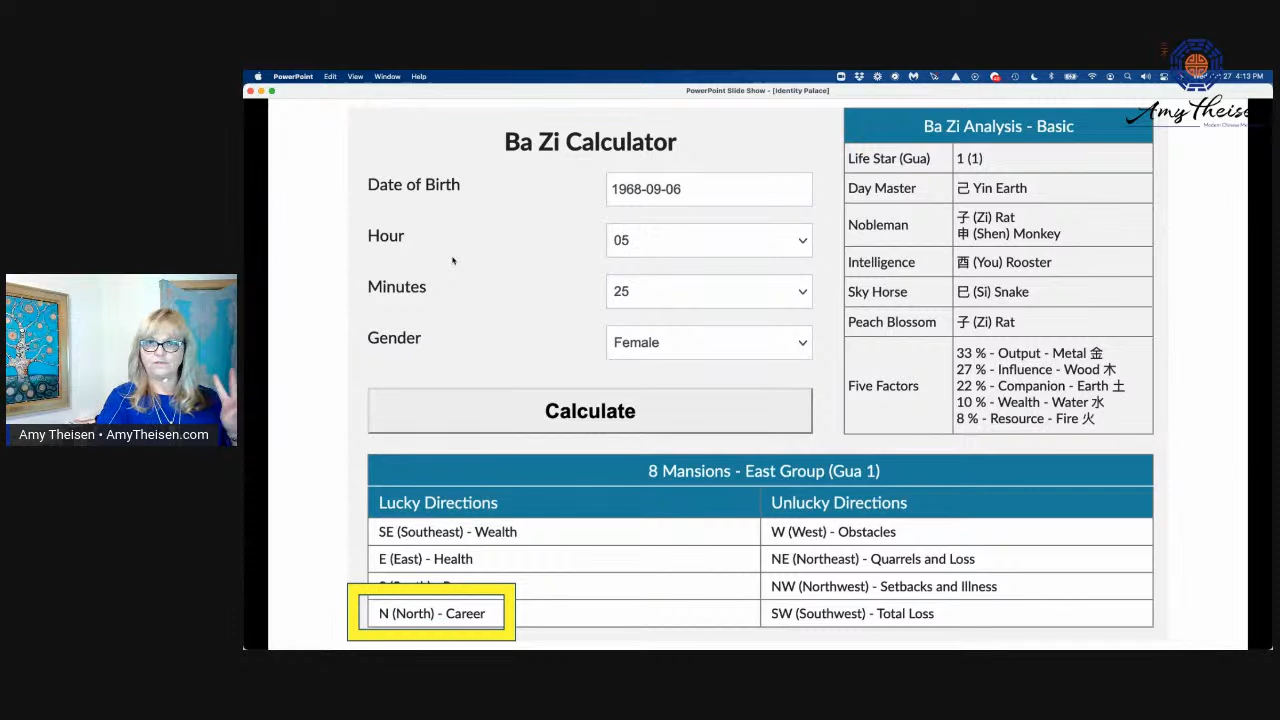 PowerPoint Edit View Window Help
27 4:13 PM
PowerPoint Slide Show - [Identity Palace]
Amy Theisen
Ba Zi Calculator
Date of Birth
1968-09-06
Hour
05
Minutes
25
Gender
Female
Calculate
Ba Zi Analysis - Basic
Life Star (Gua) 1 (1)
Day Master 己 Yin Earth
Nobleman
子 (Zi) Rat
申 (Shen) Monkey
Intelligence 酉 (You) Rooster
Sky Horse 巳 (Si) Snake
Peach Blossom 子 (Zi) Rat
Five Factors
33 % - Output - Metal 金
27 % - Influence - Wood 木
22 % - Companion - Earth 土
10 % - Wealth - Water 水
8 % - Resource - Fire 火
8 Mansions - East Group (Gua 1)
Lucky Directions
Unlucky Directions
SE (Southeast) - Wealth
W (West) - Obstacles
E (East) - Health
NE (Northeast) - Quarrels and Loss
NW (Northwest) - Setbacks and Illness
N (North) - Career
SW (Southwest) - Total Loss
Amy Theisen • AmyTheisen.com